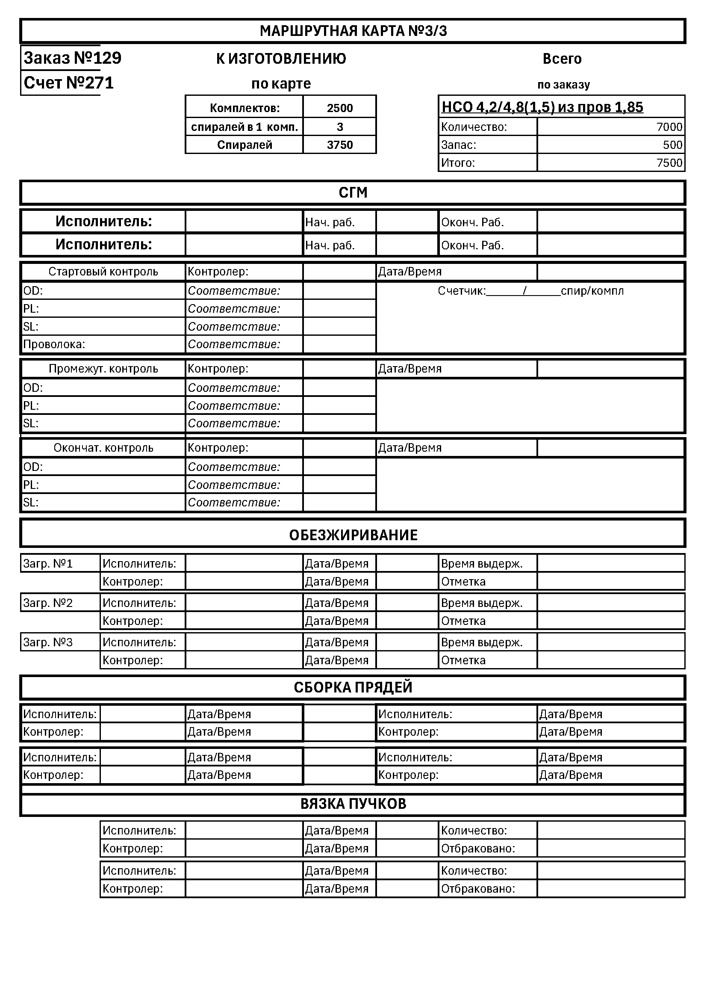 МАРШРУТНАЯ КАРТА №3/3
Заказ №129 К ИЗГОТОВЛЕНИЮ Всего
Счет №271 по карте по заказу
Комплектов: 2500 НСО 4,2/4,8(1,5) из пров 1,85
спиралей в 1 комп. 3 Количество: 7000
Спиралей 3750 Запас: 500
Итого: 7500
СГМ
Исполнитель: Нач. раб. Оконч. Раб.
Исполнитель: Нач. раб. Оконч. Раб.
Стартовый контроль Контролер: Дата/Время
OD: Соответствие: Счетчик:______/______спир/компл
PL: Соответствие:
SL: Соответствие:
Проволока: Соответствие:
Промежут. контроль Контролер: Дата/Время
OD: Соответствие:
PL: Соответствие:
SL: Соответствие:
Окончат. контроль Контролер: Дата/Время
OD: Соответствие:
PL: Соответствие:
SL: Соответствие:
ОБЕЗЖИРИВАНИЕ
Загр. №1 Исполнитель: Дата/Время Время выдерж.
Контролер: Дата/Время Отметка
Загр. №2 Исполнитель: Дата/Время Время выдерж.
Контролер: Дата/Время Отметка
Загр. №3 Исполнитель: Дата/Время Время выдерж.
Контролер: Дата/Время Отметка
СБОРКА ПРЯДЕЙ
Исполнитель: Дата/Время Исполнитель: Дата/Время
Контролер: Дата/Время Контролер: Дата/Время
Исполнитель: Дата/Время Исполнитель: Дата/Время
Контролер: Дата/Время Контролер: Дата/Время
ВЯЗКА ПУЧКОВ
Исполнитель: Дата/Время Количество:
Контролер: Дата/Время Отбраковано:
Исполнитель: Дата/Время Количество:
Контролер: Дата/Время Отбраковано: